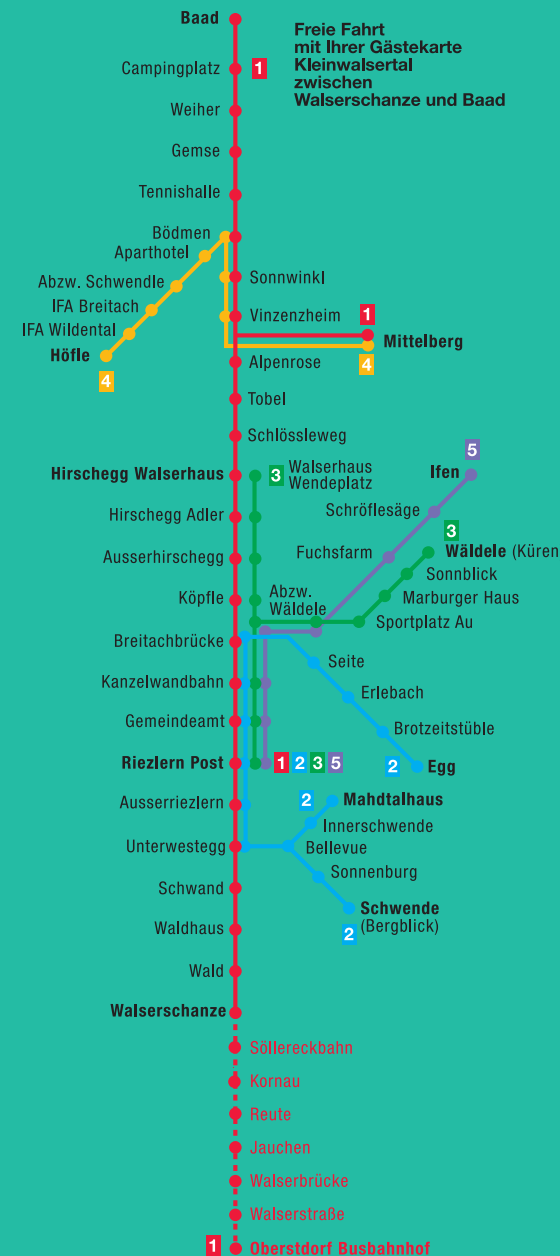 Baad
Freie Fahrt
mit Ihrer Gästekarte
Kleinwalsertal
zwischen
Walserschanze und Baad
Campingplatz
1
Weiher
Gemse
Tennishalle
Bödmen
Aparthotel
Abzw. Schwendle
Sonnwinkl
IFA Breitach
Vinzenzheim
1
IFA Wildental
Mittelberg
Höfle
4
Alpenrose
4
Tobel
Schlössleweg
5
Hirschegg Walserhaus
3
Walserhaus
Wendeplatz
Ifen
Schröflesäge
Hirschegg Adler
3
Ausserhirschegg
Fuchsfarm
Wäldele (Küren
Sonnblick
Köpfle
Abzw.
Wäldele
Marburger Haus
Sportplatz Au
Breitachbrücke
Seite
Kanzelwandbahn
Erlebach
Gemeindeamt
Brotzeitstüble
Riezlern Post
1 2 3 5
2 Egg
Ausserriezlern
2 Mahdtalhaus
Innerschwende
Unterwestegg
Bellevue
Sonnenburg
Schwand
Schwende
(Bergblick)
2
Waldhaus
Wald
Walserschanze
Söllereckbahn
Kornau
Reute
Jauchen
Walserbrücke
Walserstraße
1 Oberstdorf Busbahnhof